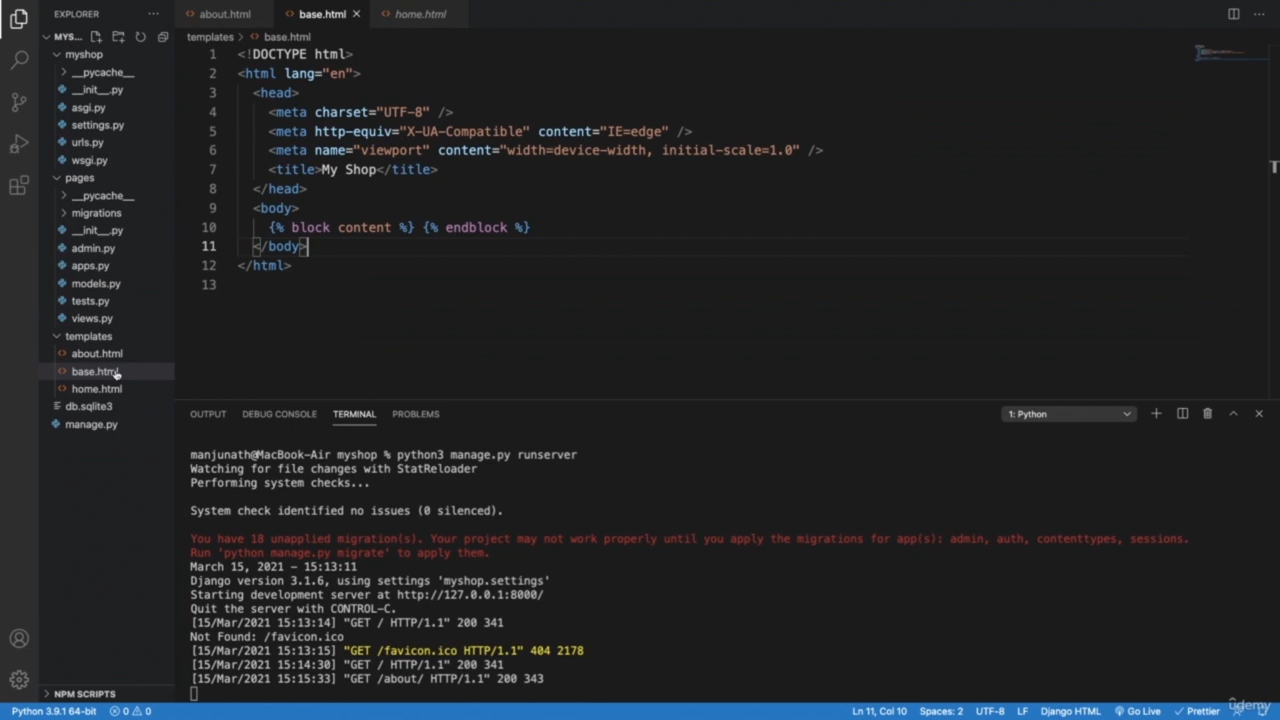 EXPLORER
MYS...
myshop
__pycache__
__init__.py
asgi.py
settings.py
urls.py
wsgi.py
pages
__pycache__
migrations
__init__.py
admin.py
apps.py
models.py
tests.py
views.py
templates
about.html
base.html
home.html
db.sqlite3
manage.py
NPM SCRIPTS
about.html
base.html
home.html
templates > base.html
1 <!DOCTYPE html>
2 <html lang="en">
3 <head>
4 <meta charset="UTF-8" />
5 <meta http-equiv="X-UA-Compatible" content="IE=edge" />
6 <meta name="viewport" content="width=device-width, initial-scale=1.0" />
7 <title>My Shop</title>
8 </head>
9 <body>
10 {% block content %} {% endblock %}
11 </body>
12 </html>
13
OUTPUT DEBUG CONSOLE TERMINAL PROBLEMS 1: Python
manjunath@MacBook-Air myshop % python3 manage.py runserver
Watching for file changes with StatReloader
Performing system checks...
System check identified no issues (0 silenced).
You have 18 unapplied migration(s). Your project may not work properly until you apply the migrations for app(s): admin, auth, contenttypes, sessions.
Run 'python manage.py migrate' to apply them.
March 15, 2021 - 15:13:11
Django version 3.1.6, using settings 'myshop.settings'
Starting development server at http://127.0.0.1:8000/
Quit the server with CONTROL-C.
[15/Mar/2021 15:13:14] "GET / HTTP/1.1" 200 341
Not Found: /favicon.ico
[15/Mar/2021 15:13:15] "GET /favicon.ico HTTP/1.1" 404 2178
[15/Mar/2021 15:14:30] "GET / HTTP/1.1" 200 341
[15/Mar/2021 15:15:33] "GET /about/ HTTP/1.1" 200 343
Python 3.9.1 64-bit 0 0 Ln 11, Col 10 Spaces: 2 UTF-8 LF Django HTML Go Live Prettier
udemy